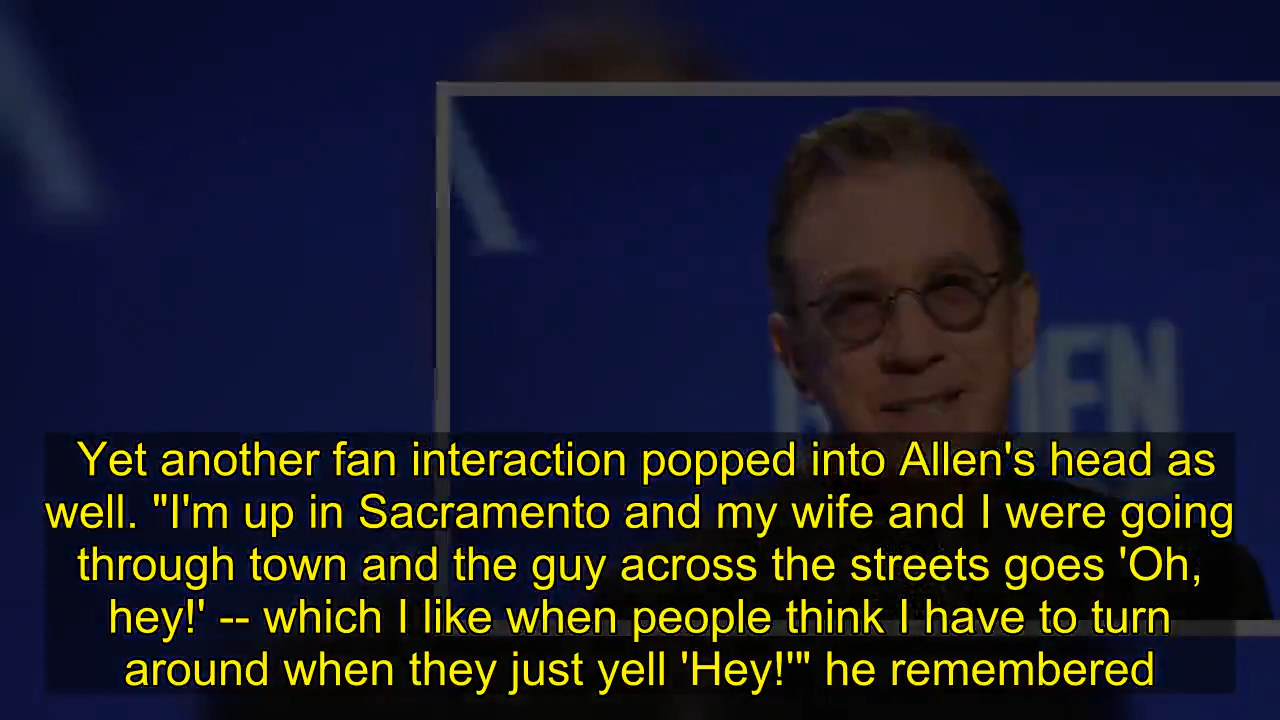 Yet another fan interaction popped into Allen's head as
well. "I'm up in Sacramento and my wife and I were going
through town and the guy across the streets goes 'Oh,
hey!' -- which I like when people think I have to turn
around when they just yell 'Hey!'" he remembered